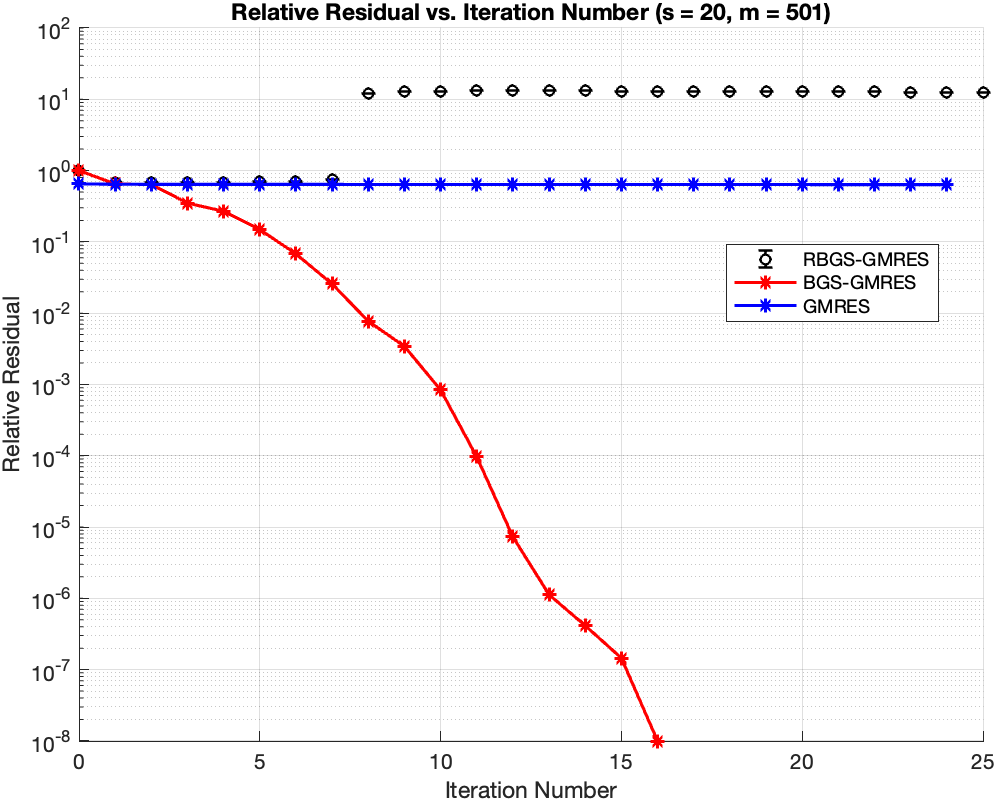 Relative Residual vs. Iteration Number (s = 20, m = 501)
Relative Residual
10^2
10^1
10^0
10^-1
10^-2
10^-3
10^-4
10^-5
10^-6
10^-7
10^-8
RBGS-GMRES
BGS-GMRES
GMRES
0 5 10 15 20 25
Iteration Number